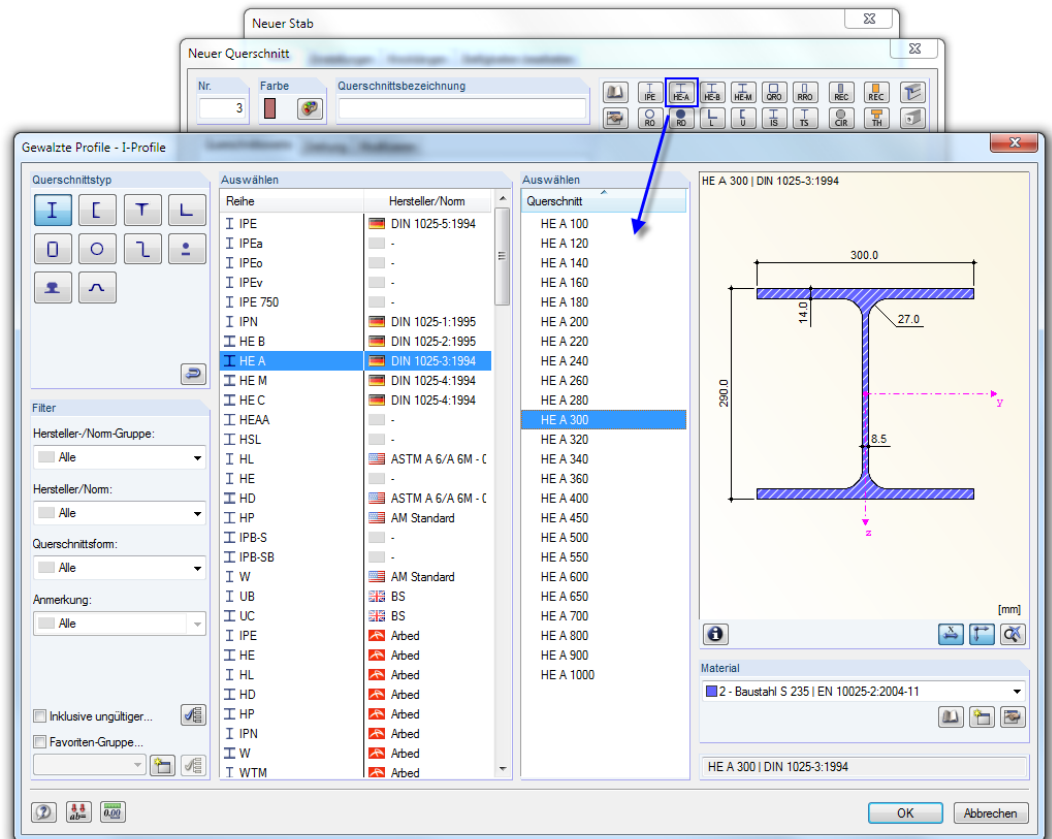 Neuer Stab
Neuer Querschnitt
Nr.
Farbe
Querschnittsbezeichnung
3
IPE
HE-A
HE-B
HE-M
QRO
RRO
REC
REC
RO
RD
L
U
IS
TS
CIR
TH
Gewalzte Profile - I-Profile
Querschnittstyp
Filter
Hersteller-/Norm-Gruppe:
Alle
Hersteller/Norm:
Alle
Querschnittsform:
Alle
Anmerkung:
Alle
Inklusive ungültiger...
Favoriten-Gruppe...
Auswählen
Reihe Hersteller/Norm
IPE DIN 1025-5:1994
IPEa -
IPEo -
IPEv -
IPE 750 -
IPN DIN 1025-1:1995
HE B DIN 1025-2:1995
HE A DIN 1025-3:1994
HE M DIN 1025-4:1994
HE C DIN 1025-4:1994
HEAA -
HSL -
HL ASTM A 6/A 6M - 0
HE -
HD ASTM A 6/A 6M - 0
HP AM Standard
IPB-S -
IPB-SB -
W AM Standard
UB BS
UC BS
IPE Arbed
HE Arbed
HL Arbed
HD Arbed
HP Arbed
IPN Arbed
W Arbed
WTM Arbed
Auswählen
Querschnitt
HE A 100
HE A 120
HE A 140
HE A 160
HE A 180
HE A 200
HE A 220
HE A 240
HE A 260
HE A 280
HE A 300
HE A 320
HE A 340
HE A 360
HE A 400
HE A 450
HE A 500
HE A 550
HE A 600
HE A 650
HE A 700
HE A 800
HE A 900
HE A 1000
HE A 300 | DIN 1025-3:1994
300.0
14.0
27.0
290.0
y
8.5
z
[mm]
Material
2 - Baustahl S 235 | EN 10025-2:2004-11
HE A 300 | DIN 1025-3:1994
0.00
OK
Abbrechen